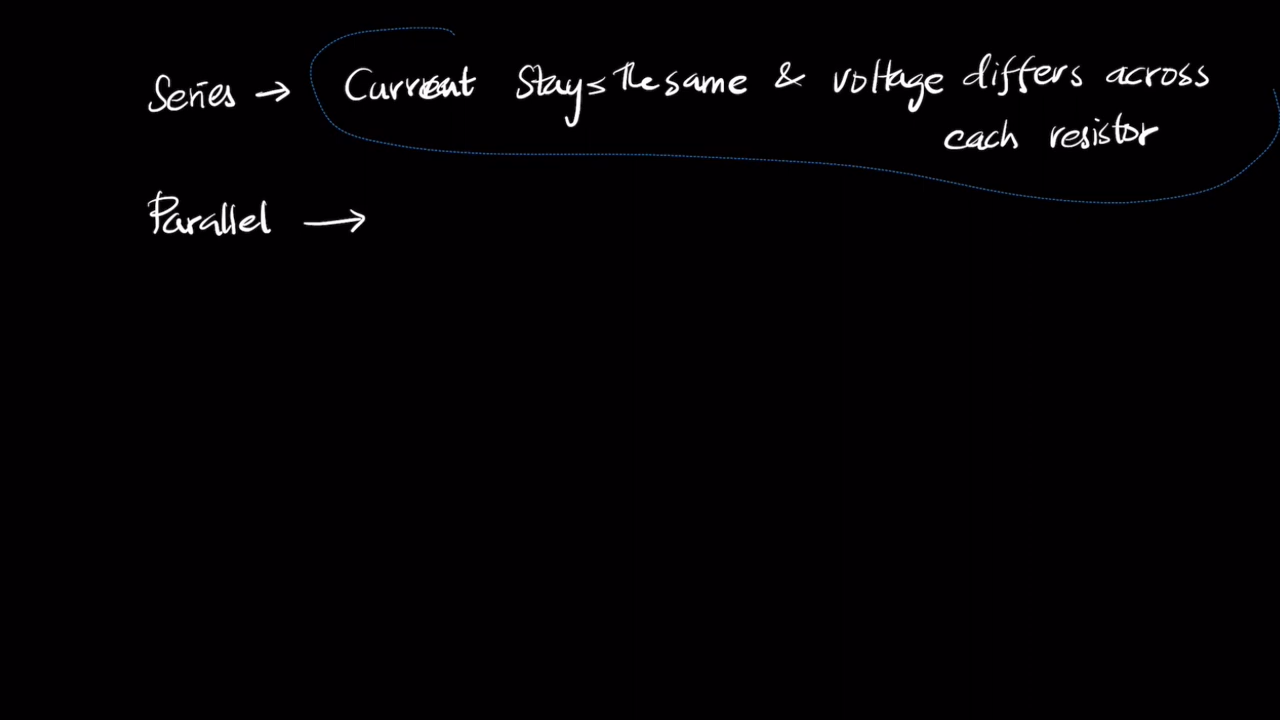 Series → Current Stays the same & voltage differs across
each resistor
Parallel →